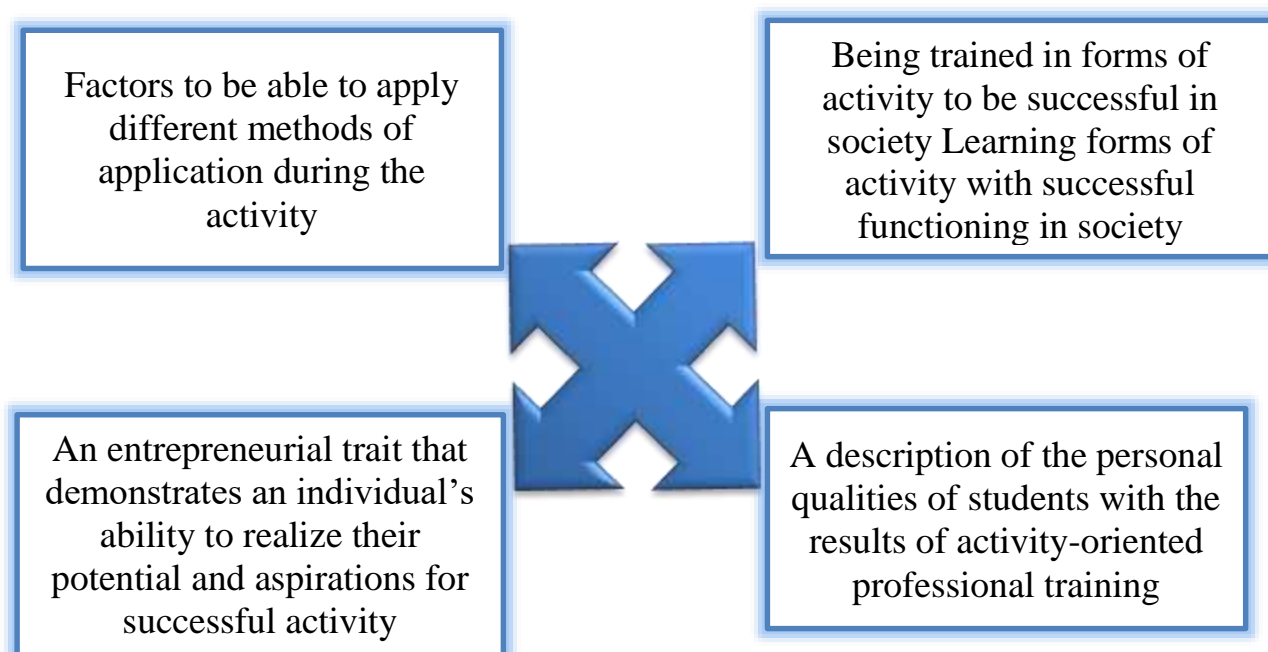 Factors to be able to apply
different methods of
application during the
activity
Being trained in forms of
activity to be successful in
society Learning forms of
activity with successful
functioning in society
An entrepreneurial trait that
demonstrates an individual’s
ability to realize their
potential and aspirations for
successful activity
A description of the personal
qualities of students with the
results of activity-oriented
professional training